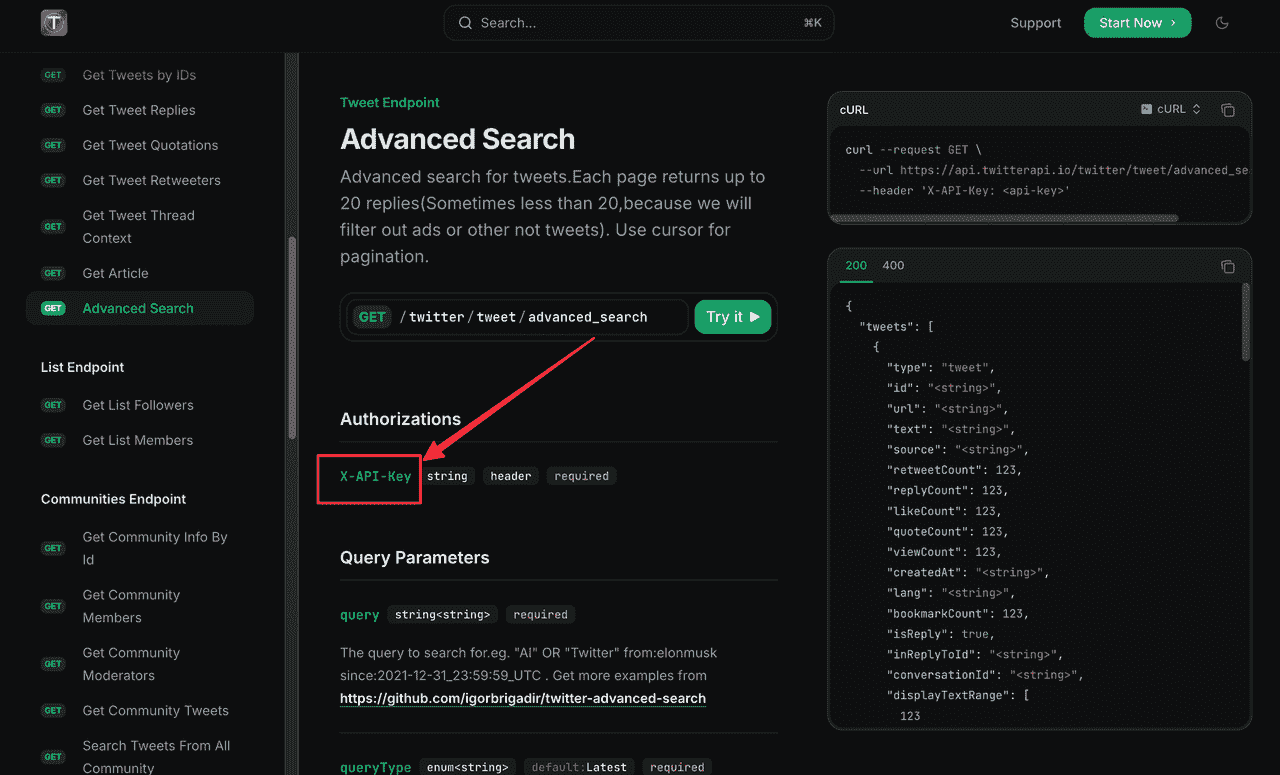 T
Search...
⌘K
Support
Start Now ›
GET Get Tweets by IDs
GET Get Tweet Replies
GET Get Tweet Quotations
GET Get Tweet Retweeters
GET Get Tweet Thread
Context
GET Get Article
GET Advanced Search
List Endpoint
GET Get List Followers
GET Get List Members
Communities Endpoint
GET Get Community Info By
Id
GET Get Community
Members
GET Get Community
Moderators
GET Get Community Tweets
GET Search Tweets From All
Community
Tweet Endpoint
Advanced Search
Advanced search for tweets.Each page returns up to
20 replies(Sometimes less than 20,because we will
filter out ads or other not tweets). Use cursor for
pagination.
GET /twitter/tweet/advanced_search Try it
Authorizations
X-API-Key string header required
Query Parameters
query string<string> required
The query to search for.eg. "AI" OR "Twitter" from:elonmusk
since:2021-12-31_23:59:59_UTC . Get more examples from
https://github.com/igorbrigadir/twitter-advanced-search
queryType enum<string> default:Latest required
cURL cURL
curl --request GET \
--url https://api.twitterapi.io/twitter/tweet/advanced_se
--header 'X-API-Key: <api-key>'
200 400
{
"tweets": [
{
"type": "tweet",
"id": "<string>",
"url": "<string>",
"text": "<string>",
"source": "<string>",
"retweetCount": 123,
"replyCount": 123,
"likeCount": 123,
"quoteCount": 123,
"viewCount": 123,
"createdAt": "<string>",
"lang": "<string>",
"bookmarkCount": 123,
"isReply": true,
"inReplyToId": "<string>",
"conversationId": "<string>",
"displayTextRange": [
123